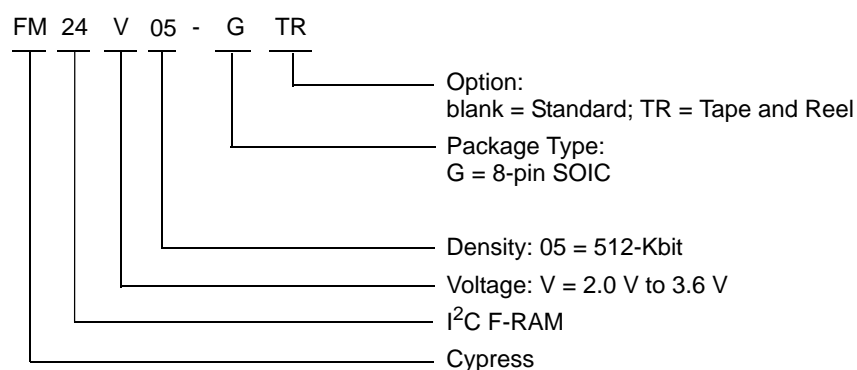 FM 24 V 05 - G TR
Option:
blank = Standard; TR = Tape and Reel
Package Type:
G = 8-pin SOIC
Density: 05 = 512-Kbit
Voltage: V = 2.0 V to 3.6 V
I²C F-RAM
Cypress